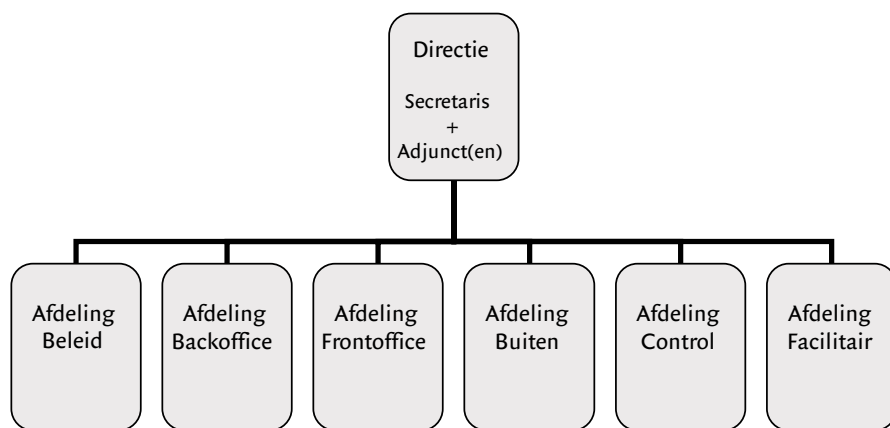 Directie
Secretaris
+
Adjunct(en)
Afdeling
Beleid
Afdeling
Backoffice
Afdeling
Frontoffice
Afdeling
Buiten
Afdeling
Control
Afdeling
Facilitair